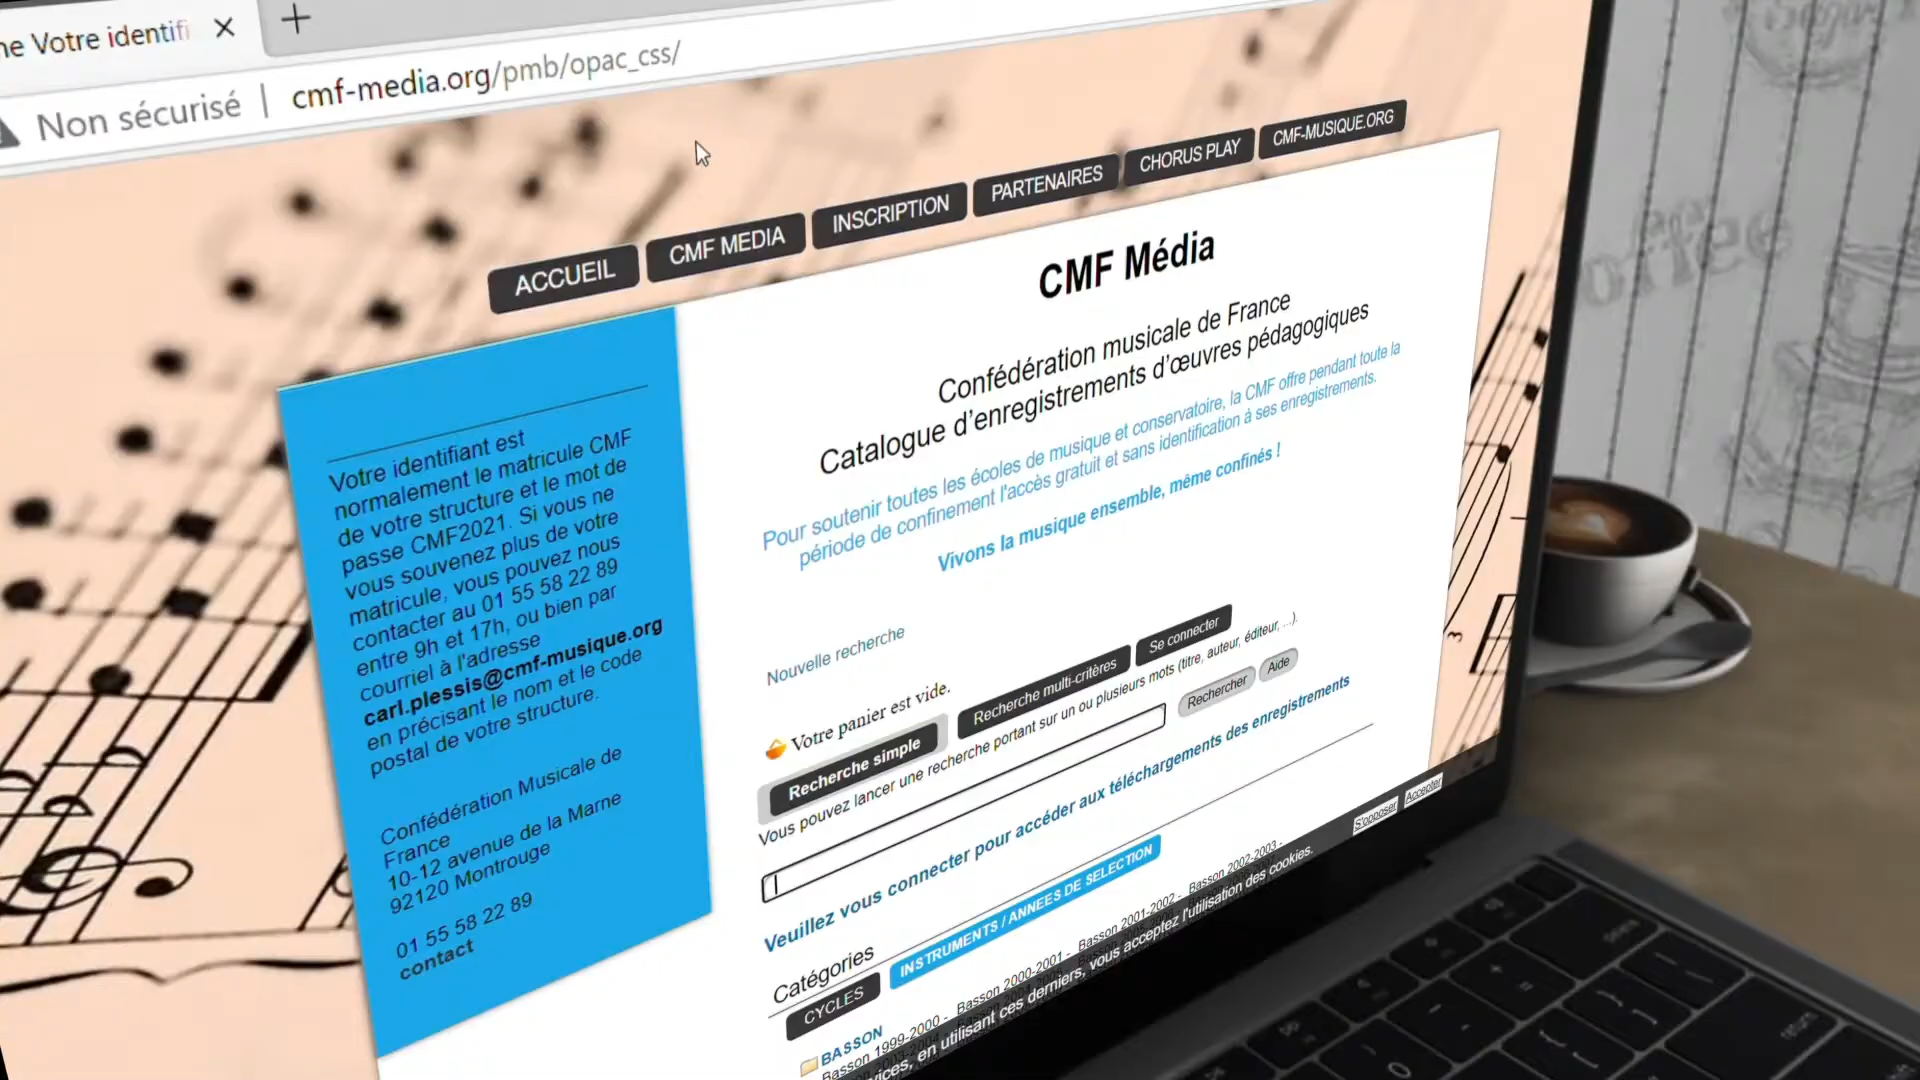 ne Votre identifi
Non sécurisé | cmf-media.org/pmb/opac_css/
ACCUEIL
CMF MEDIA
INSCRIPTION
PARTENAIRES
CHORUS PLAY
CMF-MUSIQUE.ORG
Votre identifiant est
normalement le matricule CMF
de votre structure et le mot de
passe CMF2021. Si vous ne
vous souvenez plus de votre
matricule, vous pouvez nous
contacter au 01 55 58 22 89
entre 9h et 17h, ou bien par
courriel à l'adresse
carl.plessis@cmf-musique.org
en précisant le nom et le code
postal de votre structure.
Confédération Musicale de
France
10-12 avenue de la Marne
92120 Montrouge
01 55 58 22 89
contact
CMF Média
Confédération musicale de France
Catalogue d'enregistrements d'œuvres pédagogiques
Pour soutenir toutes les écoles de musique et conservatoire, la CMF offre pendant toute la
période de confinement l'accès gratuit et sans identification à ses enregistrements.
Vivons la musique ensemble, même confinés !
Nouvelle recherche
Votre panier est vide.
Recherche simple
Recherche multi-critères
Se connecter
Vous pouvez lancer une recherche portant sur un ou plusieurs mots (titre, auteur, éditeur, ...).
Rechercher
Aide
Veuillez vous connecter pour accéder aux téléchargements des enregistrements
Catégories
CYCLES
INSTRUMENTS / ANNEES DE SELECTION
BASSON
Basson 1999-2000 - Basson 2000-2001 - Basson 2001-2002 - Basson 2002-2003 -
vices, en utilisant ces derniers, vous acceptez l'utilisation des cookies.
S'opposer
Accepter
coffee
return